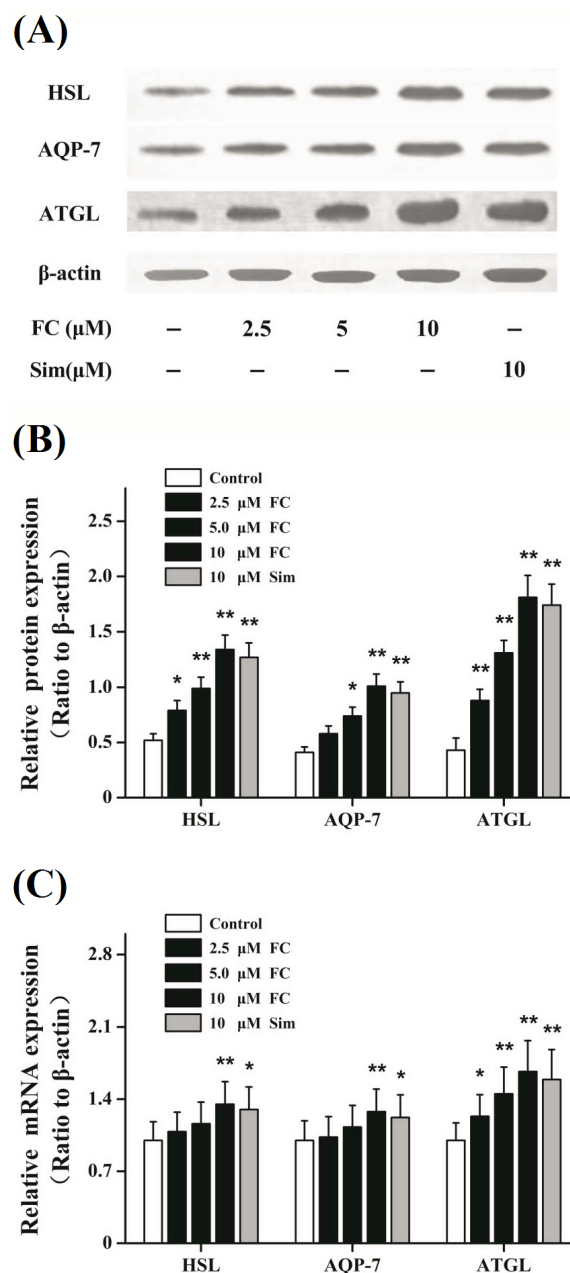 (A)
HSL
AQP-7
ATGL
β-actin
FC (μM) – 2.5 5 10 –
Sim(μM) – – – – 10
(B)
Relative protein expression
(Ratio to β-actin)
2.5
2.0
1.5
1.0
0.5
0
Control
2.5 μM FC
5.0 μM FC
10 μM FC
10 μM Sim
* ** ** **
* ** **
** ** ** **
HSL AQP-7 ATGL
(C)
Relative mRNA expression
(Ratio to β-actin)
2.8
2.1
1.4
0.7
0
Control
2.5 μM FC
5.0 μM FC
10 μM FC
10 μM Sim
** *
** *
* ** ** **
HSL AQP-7 ATGL